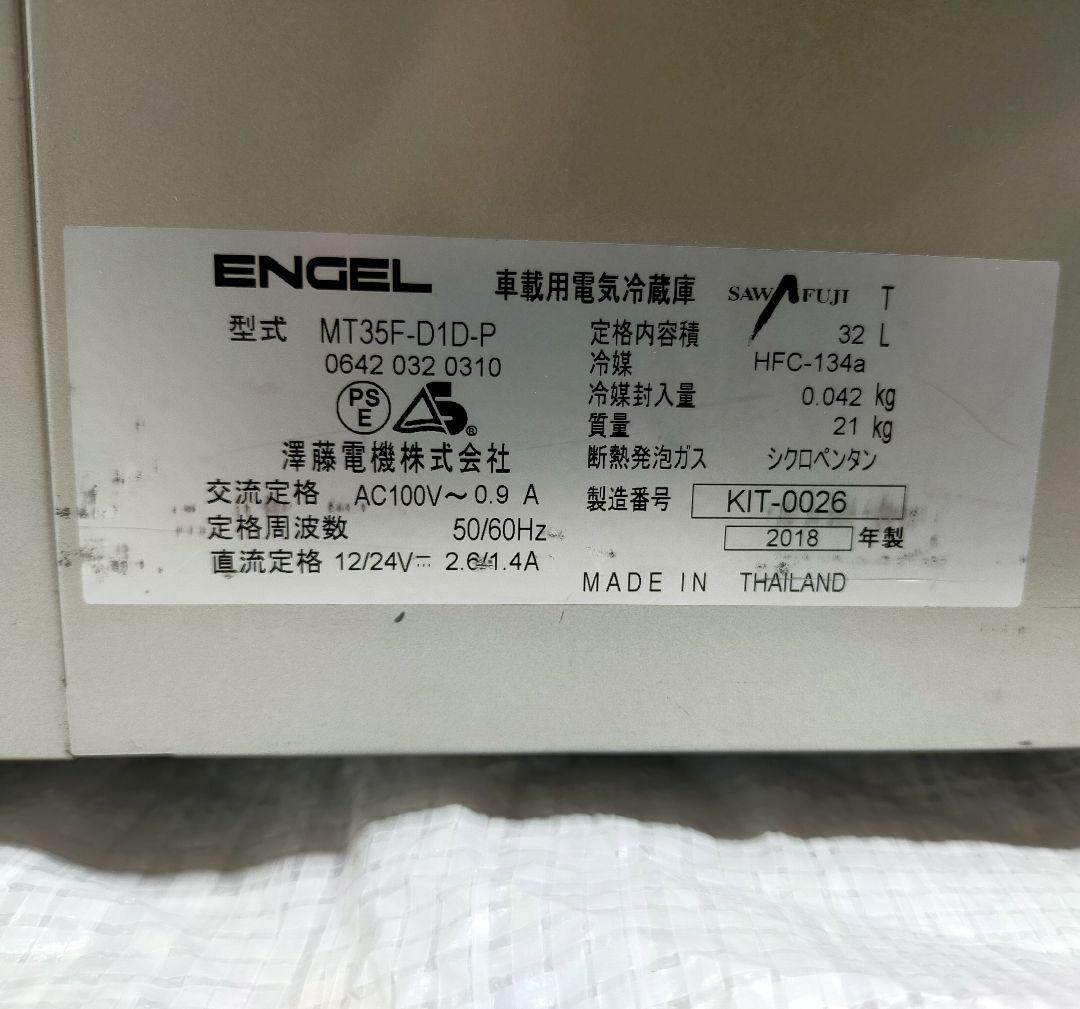 ENGEL
車載用電気冷蔵庫 SAWAFUJI T
型式 MT35F-D1D-P
0642 032 0310
PS
E
®
澤藤電機株式会社
交流定格 AC100V～0.9 A
定格周波数 50/60Hz
直流定格 12/24V⎓ 2.6/1.4A
定格内容積 32 L
冷媒 HFC-134a
冷媒封入量 0.042 kg
質量 21 kg
断熱発泡ガス シクロペンタン
製造番号 KIT-0026
2018 年製
MADE IN THAILAND